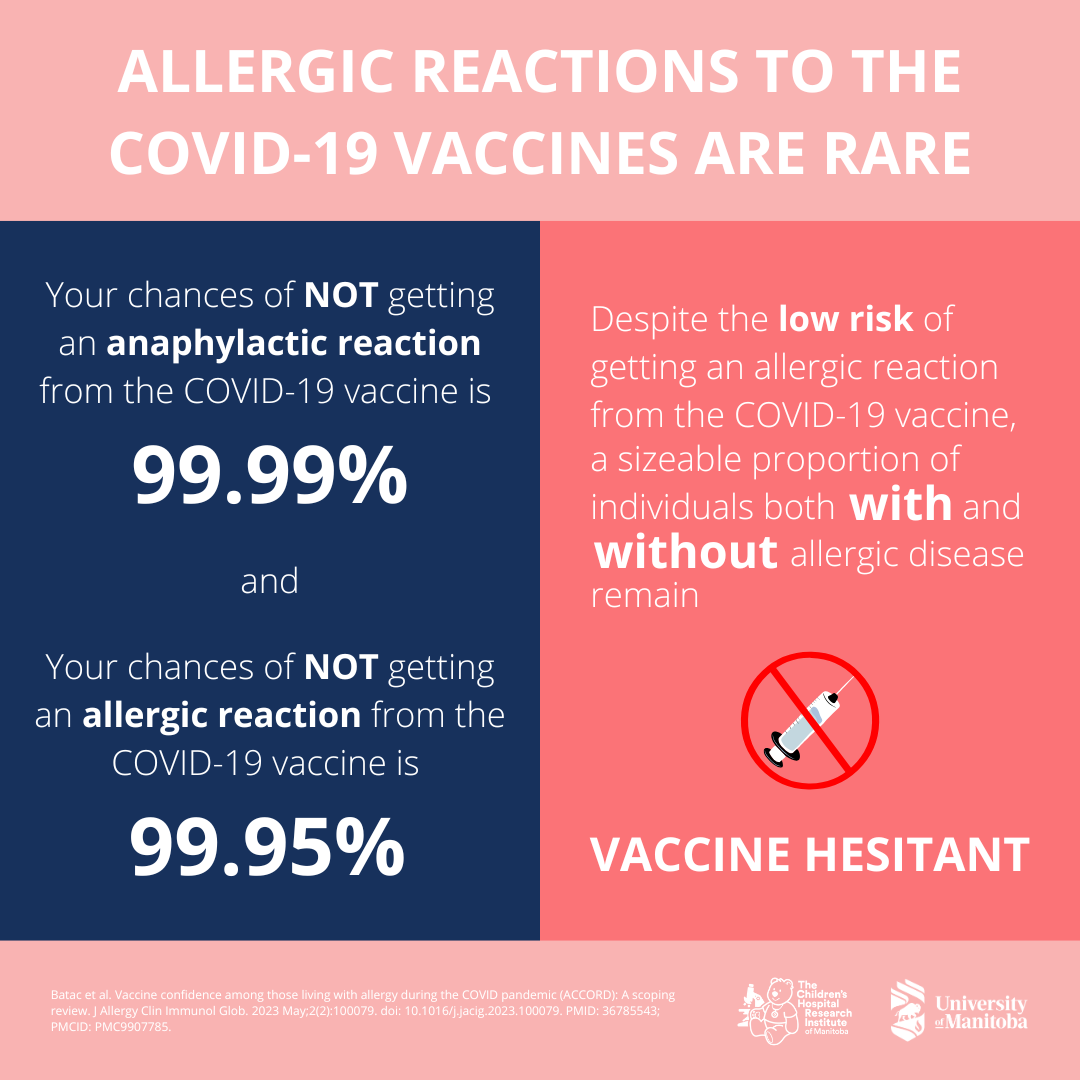 ALLERGIC REACTIONS TO THE
COVID-19 VACCINES ARE RARE
Your chances of NOT getting
an anaphylactic reaction
from the COVID-19 vaccine is
99.99%
and
Your chances of NOT getting
an allergic reaction from the
COVID-19 vaccine is
99.95%
Despite the low risk of
getting an allergic reaction
from the COVID-19 vaccine,
a sizeable proportion of
individuals both with and
without allergic disease
remain
VACCINE HESITANT
Batac et al. Vaccine confidence among those living with allergy during the COVID pandemic (ACCORD): A scoping
review. J Allergy Clin Immunol Glob. 2023 May;2(2):100079. doi: 10.1016/j.jacig.2023.100079. PMID: 36785543;
PMCID: PMC9907785.
The
Children's
Hospital
Research
Institute
of Manitoba
University
of Manitoba